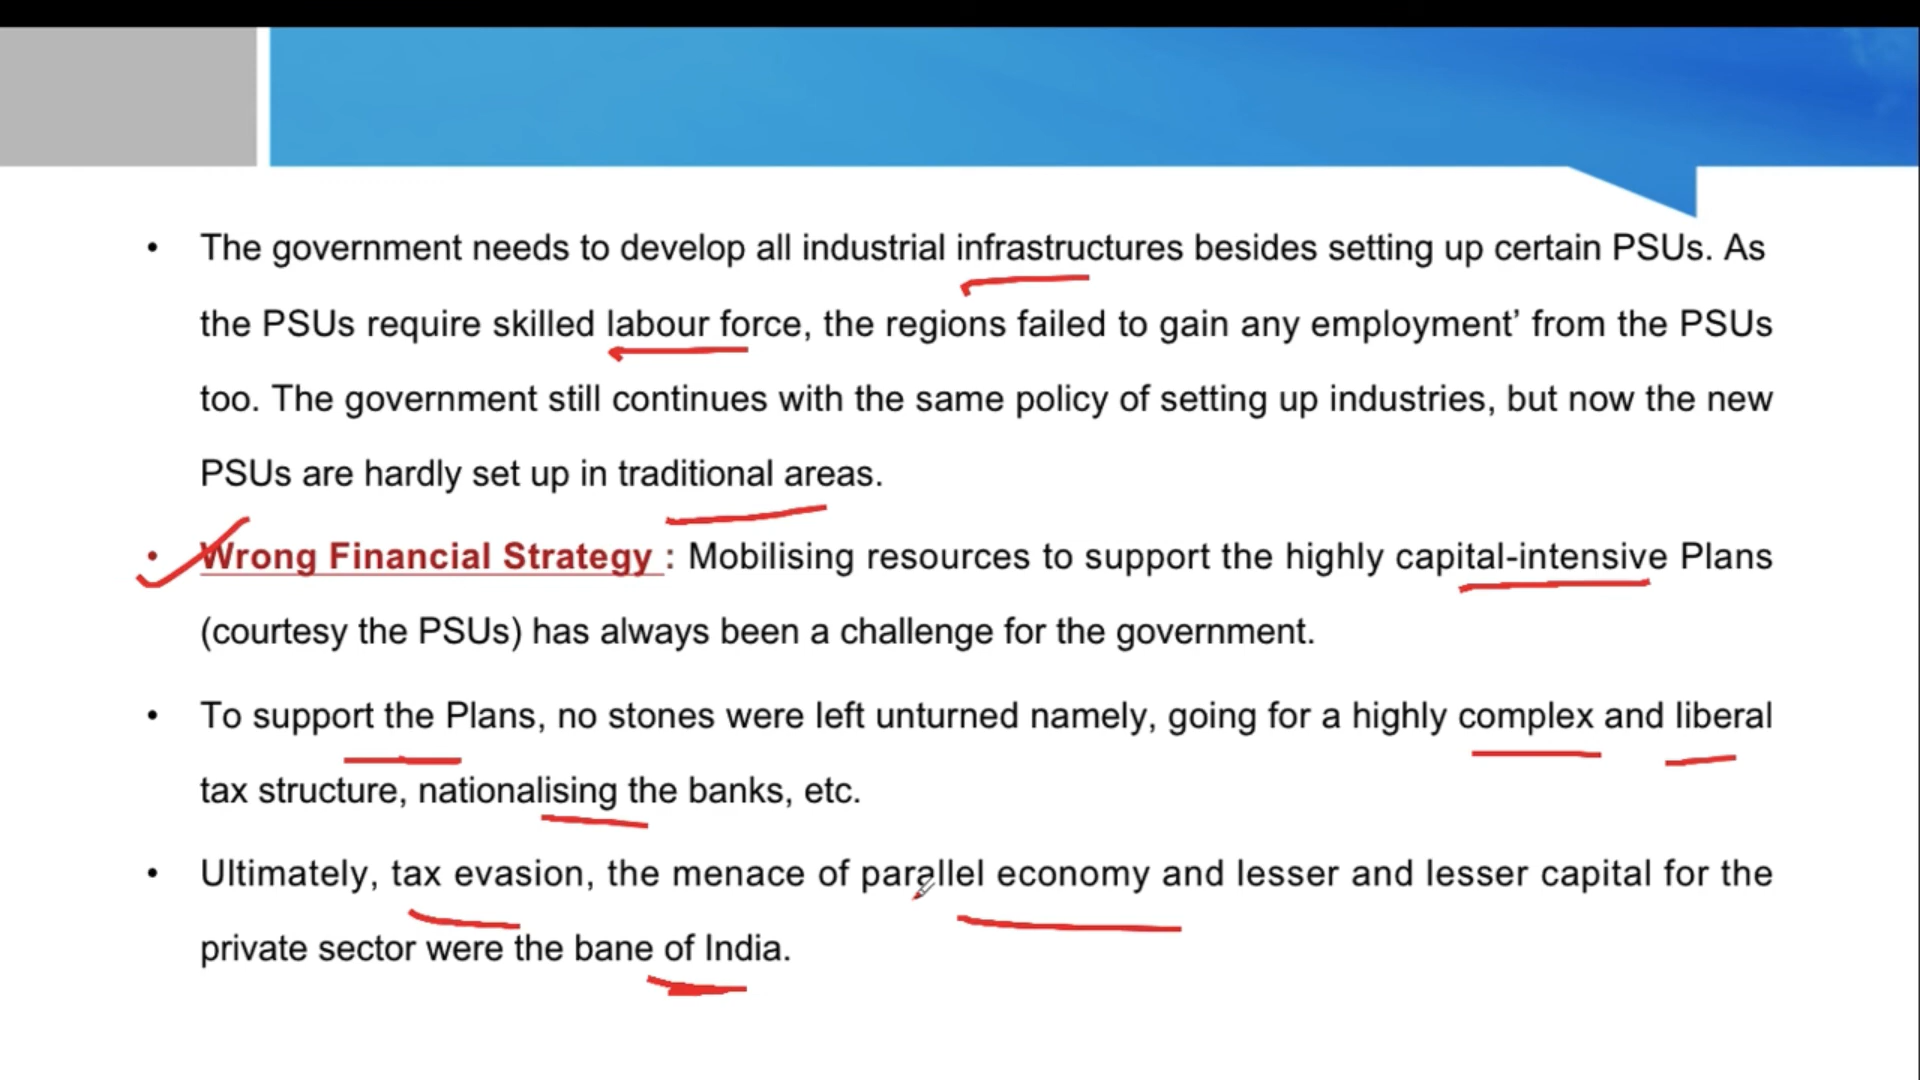 • The government needs to develop all industrial infrastructures besides setting up certain PSUs. As
the PSUs require skilled labour force, the regions failed to gain any employment’ from the PSUs
too. The government still continues with the same policy of setting up industries, but now the new
PSUs are hardly set up in traditional areas.
• Wrong Financial Strategy : Mobilising resources to support the highly capital-intensive Plans
(courtesy the PSUs) has always been a challenge for the government.
• To support the Plans, no stones were left unturned namely, going for a highly complex and liberal
tax structure, nationalising the banks, etc.
• Ultimately, tax evasion, the menace of parallel economy and lesser and lesser capital for the
private sector were the bane of India.